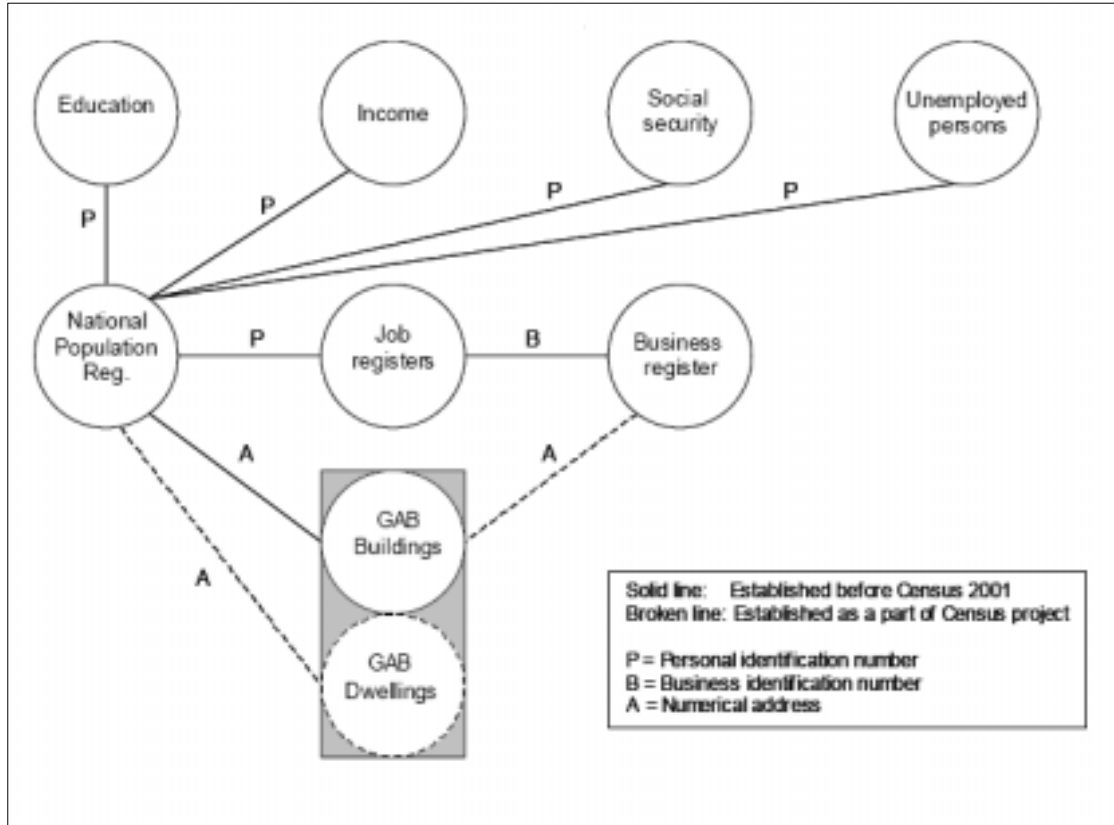 Education
Income
Social
security
Unemployed
persons
P
P
P
P
National
Population
Reg.
P
Job
registers
B
Business
register
A
A
A
GAB
Buildings
GAB
Dwellings
Solid line: Established before Census 2001
Broken line: Established as a part of Census project
P = Personal identification number
B = Business identification number
A = Numerical address